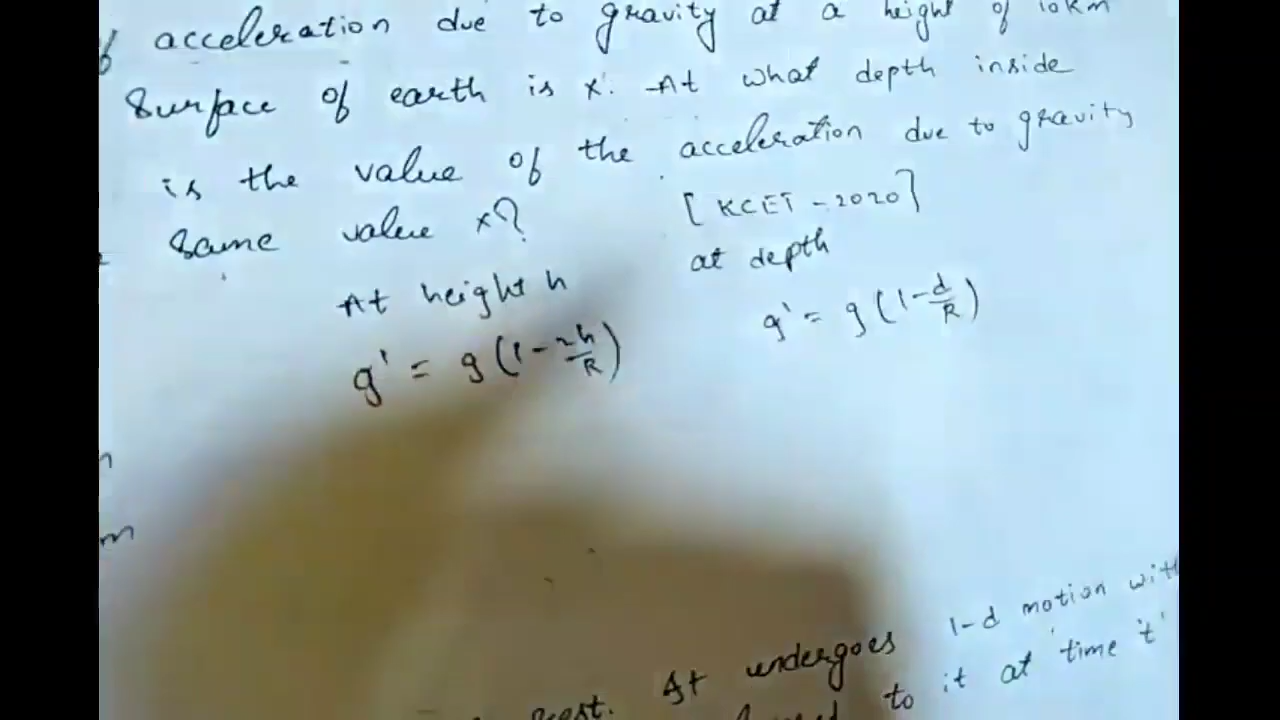 of acceleration due to gravity at a height of 10km
surface of earth is x. At what depth inside
is the value of the acceleration due to gravity
same value x? [KCET - 2020]
At height h at depth
g' = g(1-2h/R) g' = g(1-d/R)
m
rest. It undergoes 1-d motion with
to it at time 't'